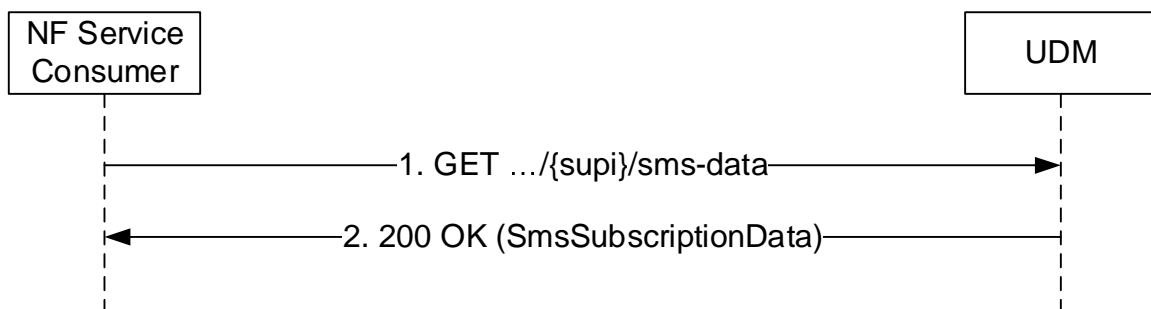 NF Service
Consumer
UDM
1. GET …/{supi}/sms-data
2. 200 OK (SmsSubscriptionData)